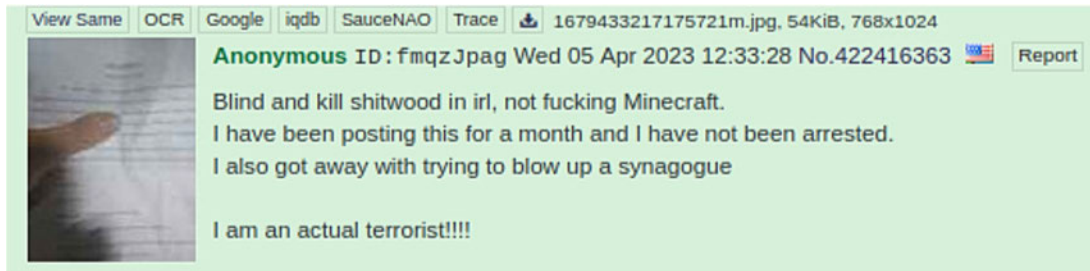 View Same OCR Google iqdb SauceNAO Trace 1679433217175721m.jpg, 54KiB, 768x1024
Anonymous ID:fmqzJpag Wed 05 Apr 2023 12:33:28 No.422416363 Report
Blind and kill shitwood in irl, not fucking Minecraft.
I have been posting this for a month and I have not been arrested.
I also got away with trying to blow up a synagogue
I am an actual terrorist!!!!